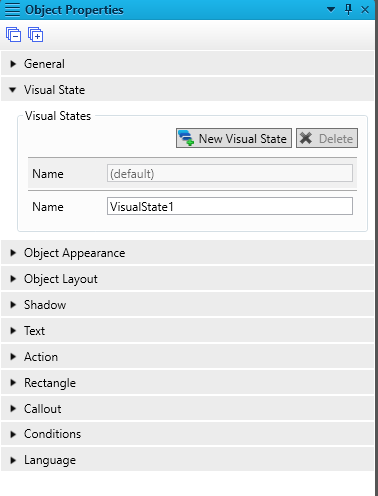 Object Properties
General
Visual State
Visual States
New Visual State Delete
Name (default)
Name VisualState1
Object Appearance
Object Layout
Shadow
Text
Action
Rectangle
Callout
Conditions
Language